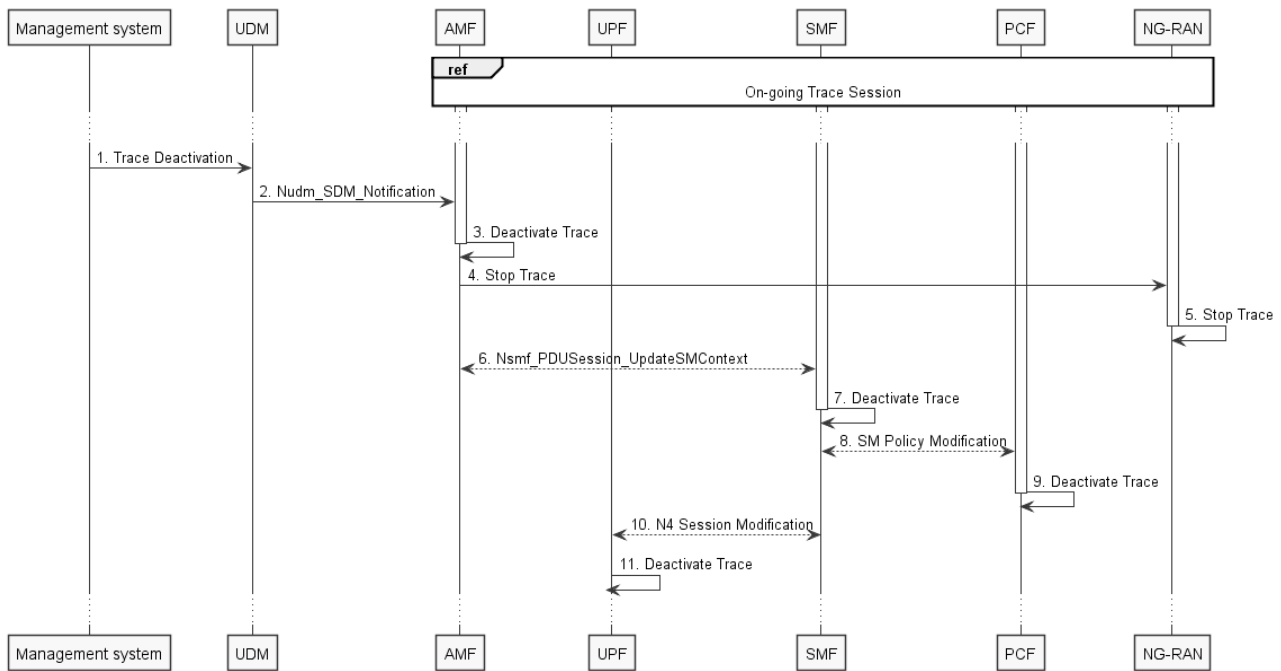 Management system
UDM
AMF
UPF
SMF
PCF
NG-RAN
ref
On-going Trace Session
1. Trace Deactivation
2. Nudm_SDM_Notification
3. Deactivate Trace
4. Stop Trace
5. Stop Trace
6. Nsmf_PDUSession_UpdateSMContext
7. Deactivate Trace
8. SM Policy Modification
9. Deactivate Trace
10. N4 Session Modification
11. Deactivate Trace
Management system
UDM
AMF
UPF
SMF
PCF
NG-RAN